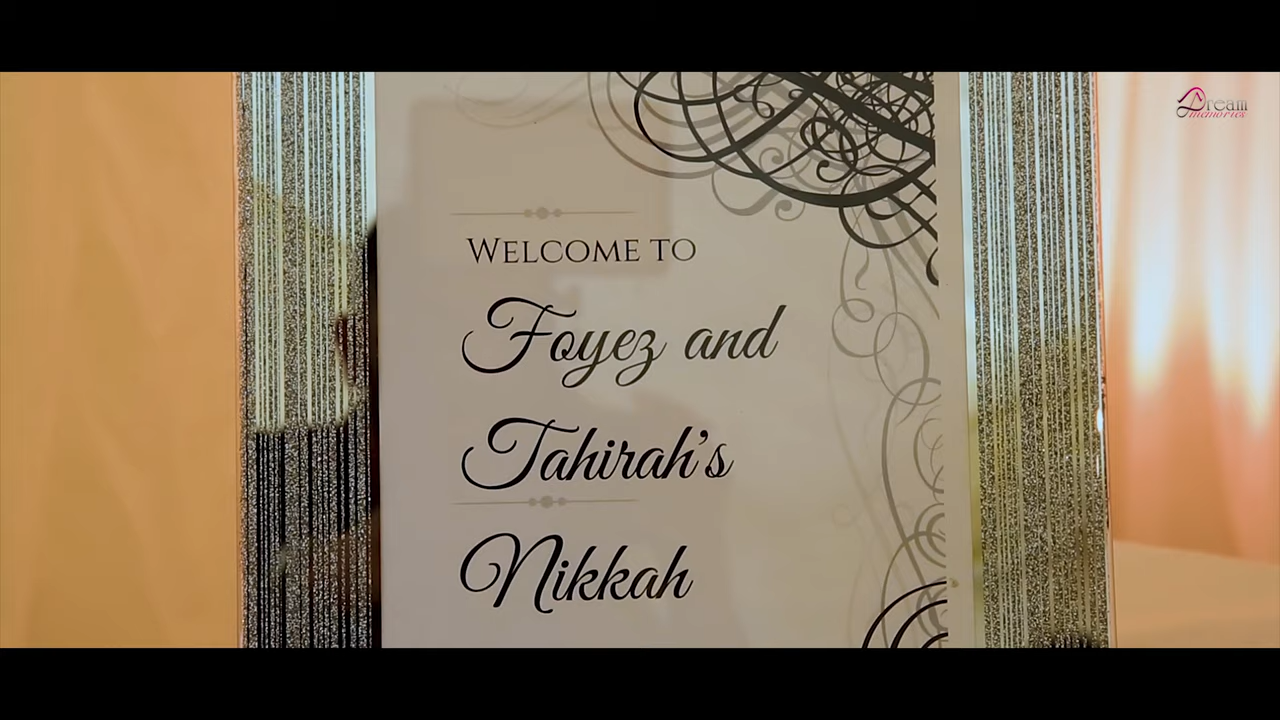 Dream
memories
WELCOME TO
Foyez and
Tahirah's
Nikkah